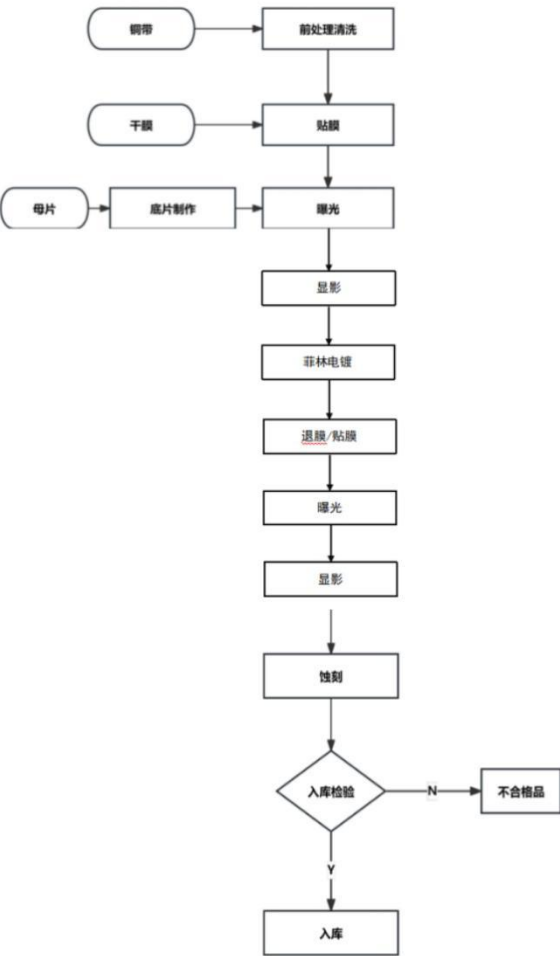 铜带
前处理清洗
干膜
贴膜
母片
底片制作
曝光
显影
菲林电镀
退膜/贴膜
曝光
显影
蚀刻
入库检验
N
不合格品
Y
入库